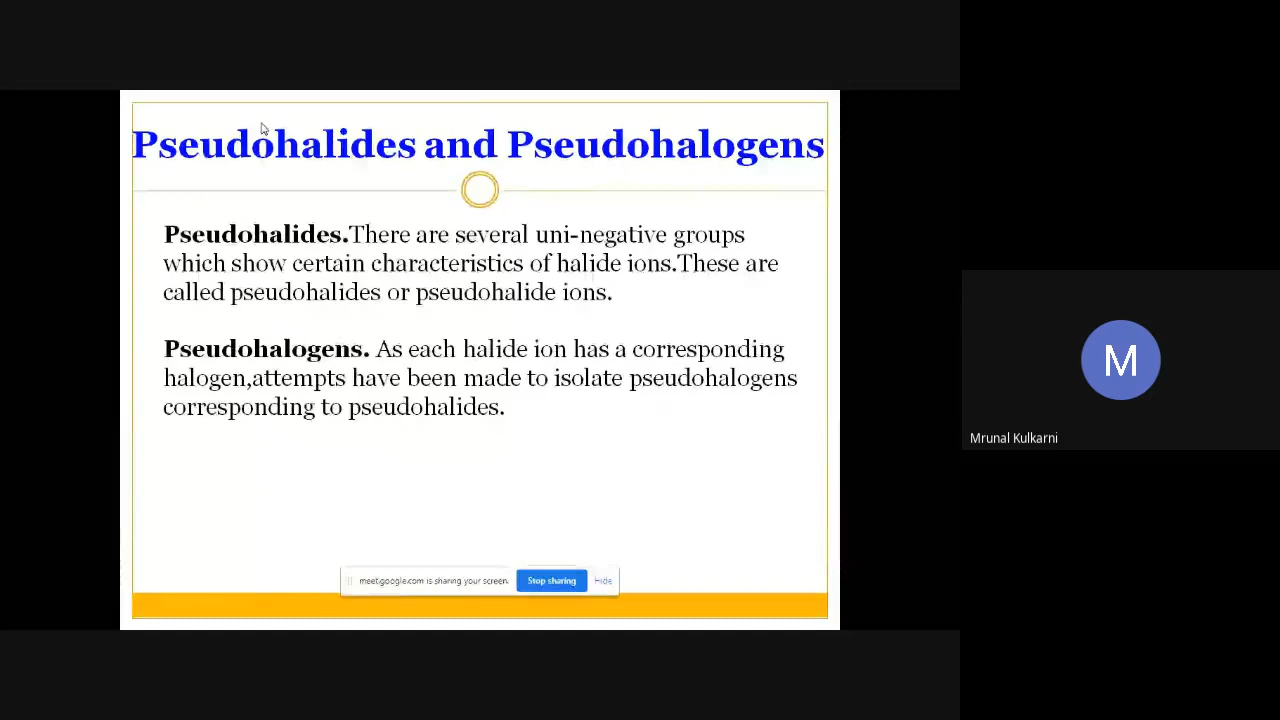 Pseudohalides and Pseudohalogens
Pseudohalides.There are several uni-negative groups
which show certain characteristics of halide ions.These are
called pseudohalides or pseudohalide ions.
Pseudohalogens. As each halide ion has a corresponding
halogen,attempts have been made to isolate pseudohalogens
corresponding to pseudohalides.
meet.google.com is sharing your screen. Stop sharing Hide
M
Mrunal Kulkarni